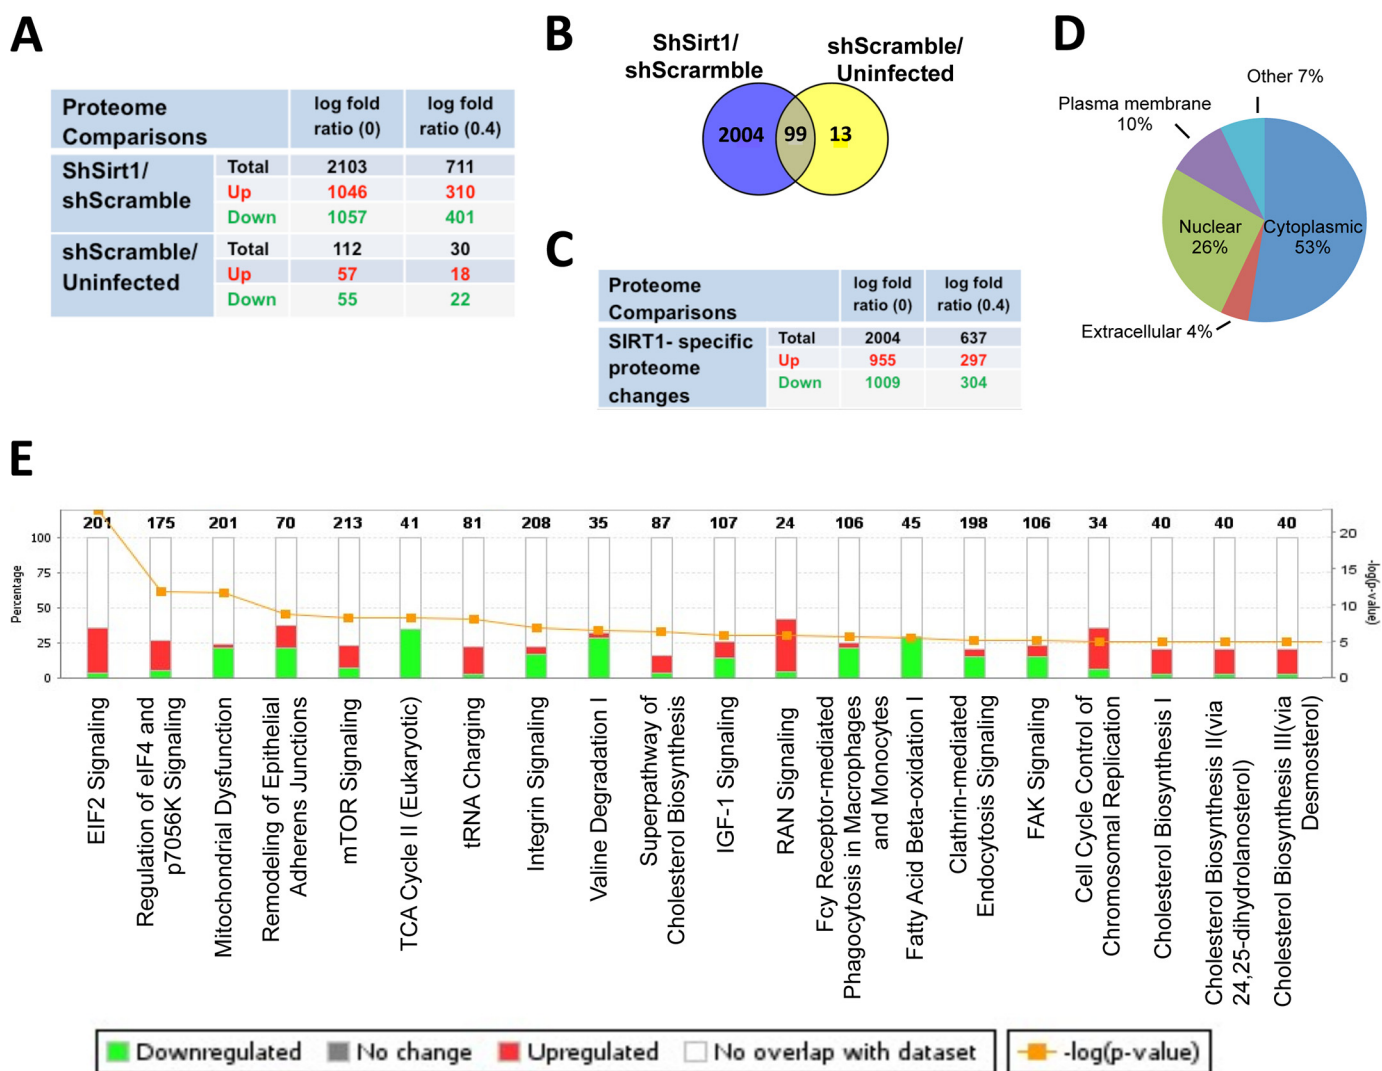 A
Proteome
Comparisons
log fold
ratio (0)
log fold
ratio (0.4)
ShSirt1/
shScramble
Total 2103 711
Up 1046 310
Down 1057 401
shScramble/
Uninfected
Total 112 30
Up 57 18
Down 55 22
B
ShSirt1/
shScrarmble
shScramble/
Uninfected
2004 99 13
C
Proteome
Comparisons
log fold
ratio (0)
log fold
ratio (0.4)
SIRT1- specific
proteome
changes
Total 2004 637
Up 955 297
Down 1009 304
D
Other 7%
Plasma membrane
10%
Nuclear
26%
Cytoplasmic
53%
Extracellular 4%
E
201 175 201 70 213 41 81 208 35 87 107 24 106 45 198 106 34 40 40 40
Percentage
100
75
50
25
0
20
15
10
5
0
-log(p-value)
EIF2 Signaling
Regulation of eIF4 and
p7056K Signaling
Mitochondrial Dysfunction
Remodeling of Epithelial
Adherens Junctions
mTOR Signaling
TCA Cycle II (Eukaryotic)
tRNA Charging
Integrin Signaling
Valine Degradation I
Superpathway of
Cholesterol Biosynthesis
IGF-1 Signaling
RAN Signaling
Fcy Receptor-mediated
Phagocytosis in Macrophages
and Monocytes
Fatty Acid Beta-oxidation I
Clathrin-mediated
Endocytosis Signaling
FAK Signaling
Cell Cycle Control of
Chromosomal Replication
Cholesterol Biosynthesis I
Cholesterol Biosynthesis II(via
24,25-dihydrolanosterol)
Cholesterol Biosynthesis III(via
Desmosterol)
Downregulated No change Upregulated No overlap with dataset -log(p-value)